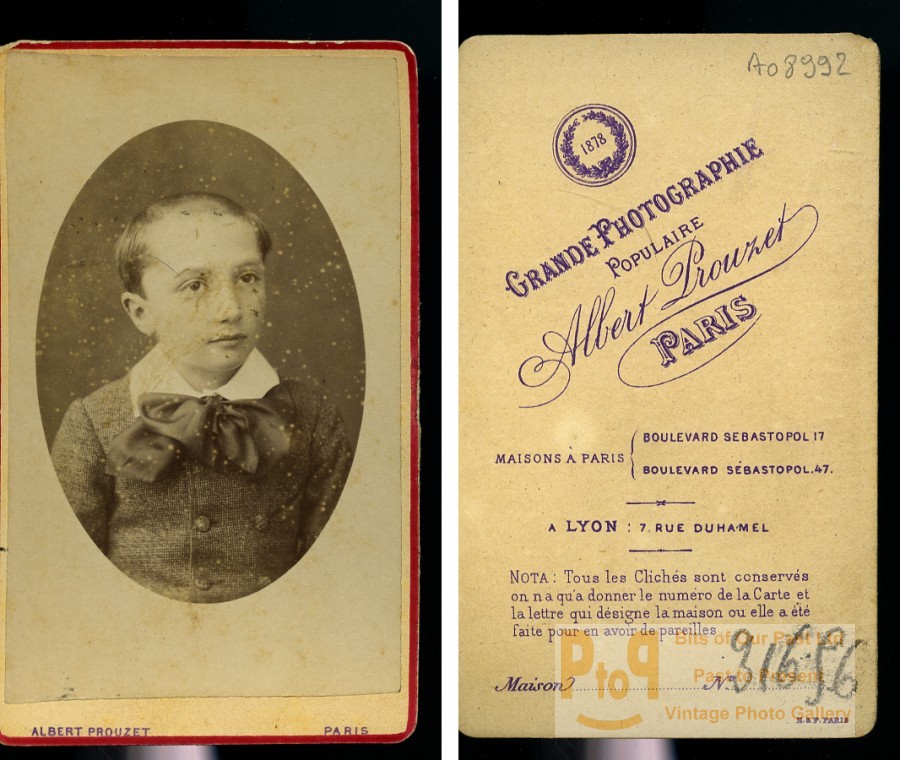 ALBERT PROUZET PARIS
A08992
1878
GRANDE PHOTOGRAPHIE
POPULAIRE
Albert Prouzet
PARIS
MAISONS À PARIS
BOULEVARD SEBASTOPOL 17
BOULEVARD SÉBASTOPOL.47.
A LYON : 7. RUE DUHAMEL
NOTA : Tous les Clichés sont conservés
on n a qu'a donner le numéro de la Carte et
la lettre qui désigne la maison ou elle a été
faite pour en avoir de pareilles
Bits of Our Past Ltd
PtoP
Past to Present
Maison Nº 31656
Vintage Photo Gallery
N & F. PARIS